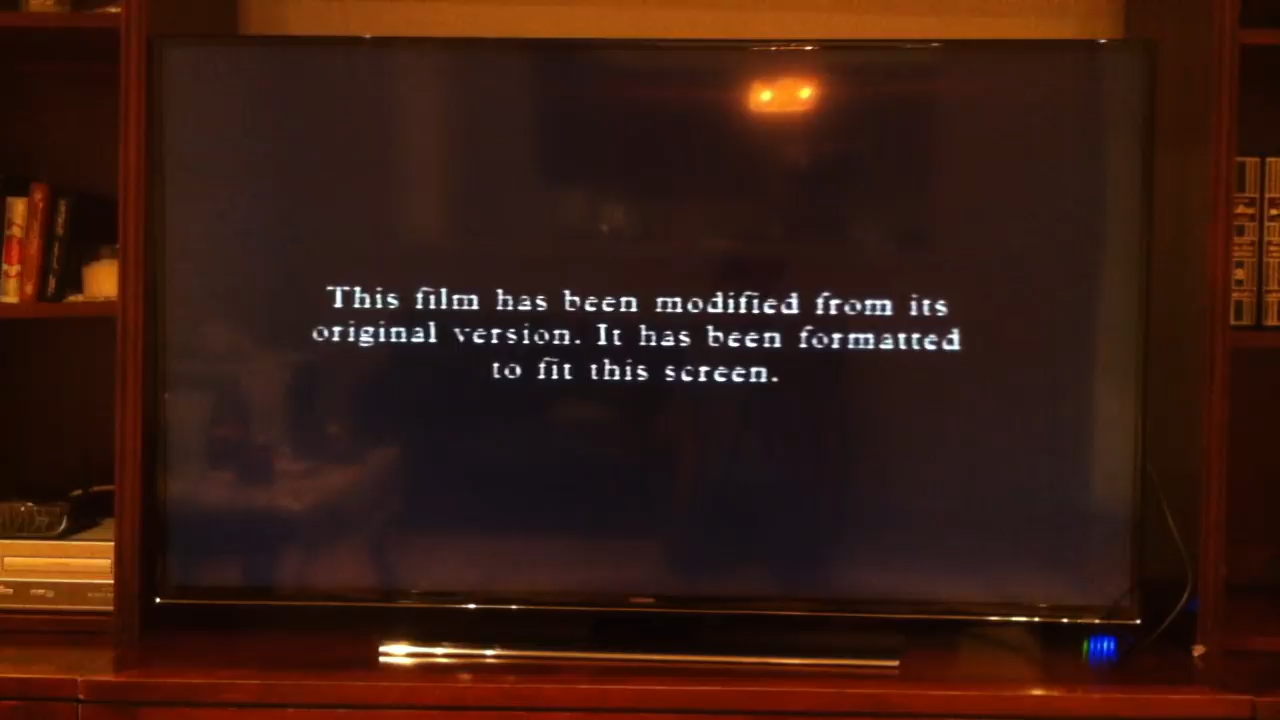 This film has been modified from its
original version. It has been formatted
to fit this screen.